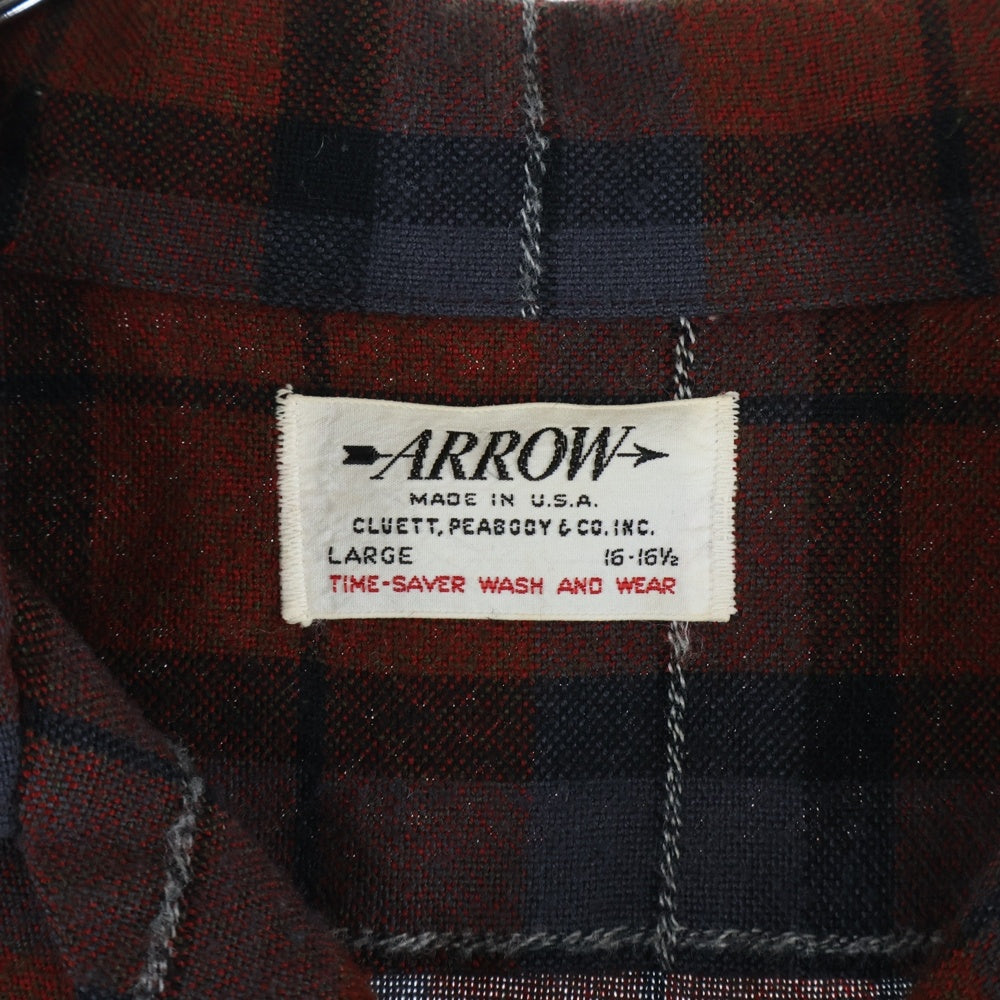 ARROW
MADE IN U.S.A.
CLUETT, PEABODY & CO. INC.
LARGE 16-16½
TIME-SAVER WASH AND WEAR